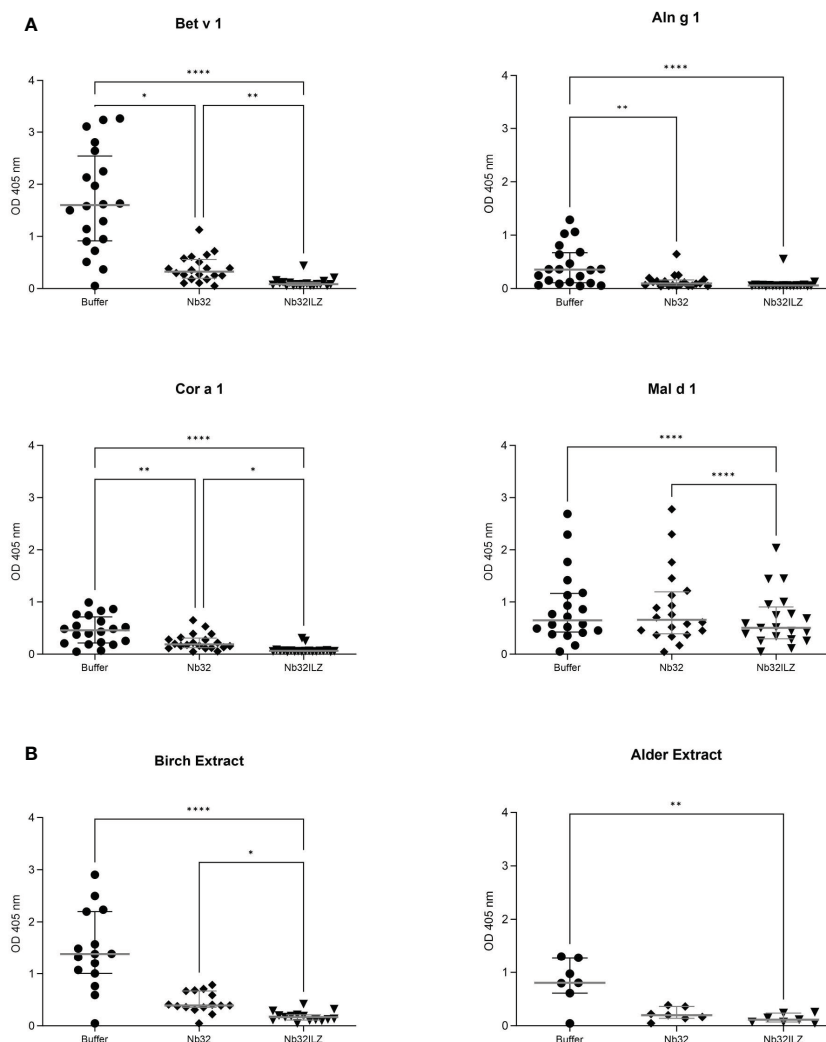 A
Bet v 1
OD 405 nm
4
3
2
1
0
****
*
**
Buffer
Nb32
Nb32ILZ
Aln g 1
OD 405 nm
4
3
2
1
0
****
**
Buffer
Nb32
Nb32ILZ
Cor a 1
OD 405 nm
4
3
2
1
0
****
**
*
Buffer
Nb32
Nb32ILZ
Mal d 1
OD 405 nm
4
3
2
1
0
****
****
Buffer
Nb32
Nb32ILZ
B
Birch Extract
OD 405 nm
4
3
2
1
0
****
*
Buffer
Nb32
Nb32ILZ
Alder Extract
OD 405 nm
4
3
2
1
0
**
Buffer
Nb32
Nb32ILZ